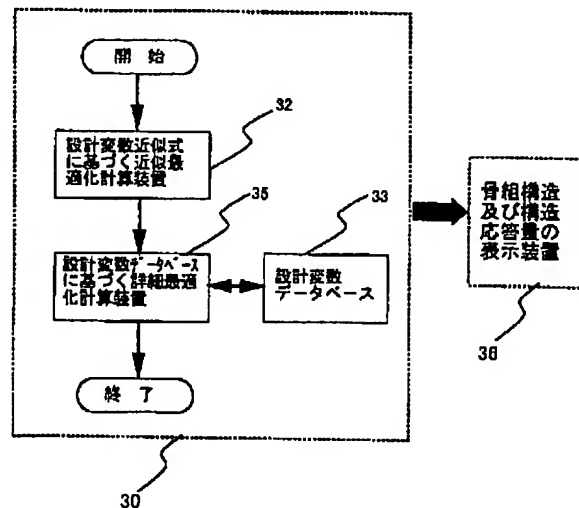 開 始
32
設計変数近似式
に基づく近似最
適化計算装置
35
33
設計変数ﾃﾞｰﾀﾍﾞｰｽ
に基づく詳細最適
化計算装置
設計変数
データベース
骨組構造
及び構造
応答量の
表示装置
36
終 了
30